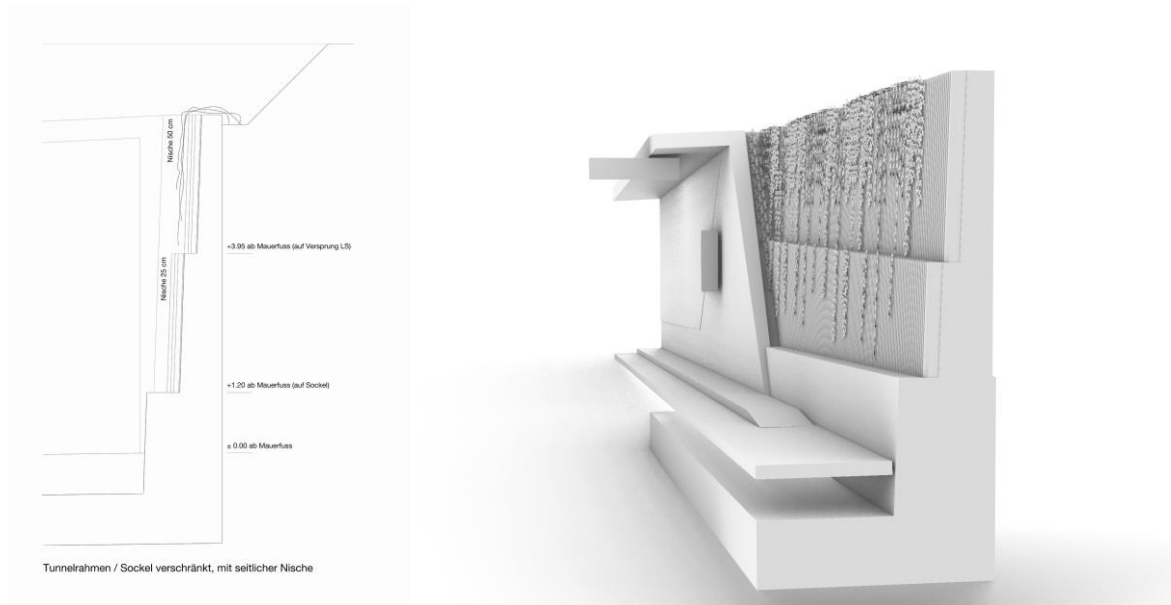 Nische 50 cm
+3.95 ab Mauerfuss (auf Versprung LS)
Nische 25 cm
+1.20 ab Mauerfuss (auf Sockel)
± 0.00 ab Mauerfuss
Tunnelrahmen / Sockel verschränkt, mit seitlicher Nische